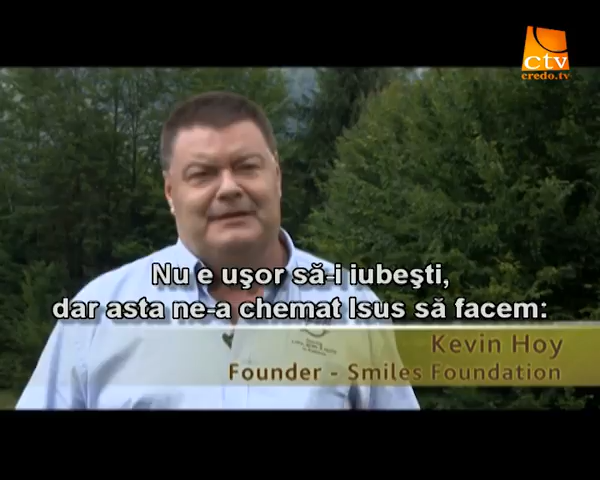 ctv
credo.tv
Nu e uşor să-i iubeşti,
dar asta ne-a chemat Isus să facem:
Kevin Hoy
Founder - Smiles Foundation